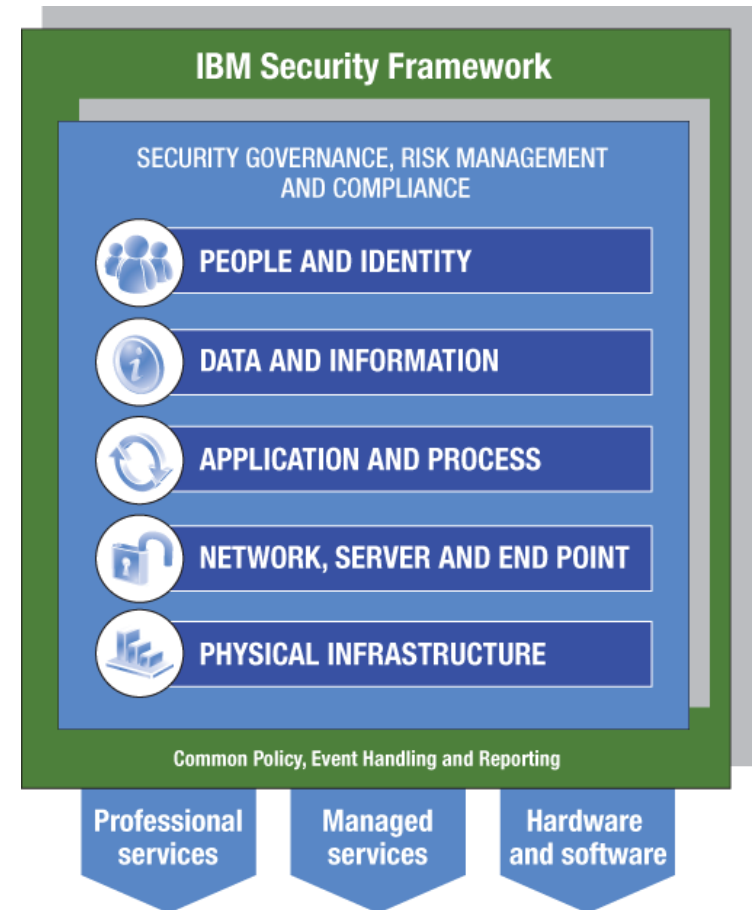 IBM Security Framework
SECURITY GOVERNANCE, RISK MANAGEMENT
AND COMPLIANCE
PEOPLE AND IDENTITY
DATA AND INFORMATION
APPLICATION AND PROCESS
NETWORK, SERVER AND END POINT
PHYSICAL INFRASTRUCTURE
Common Policy, Event Handling and Reporting
Professional
services
Managed
services
Hardware
and software